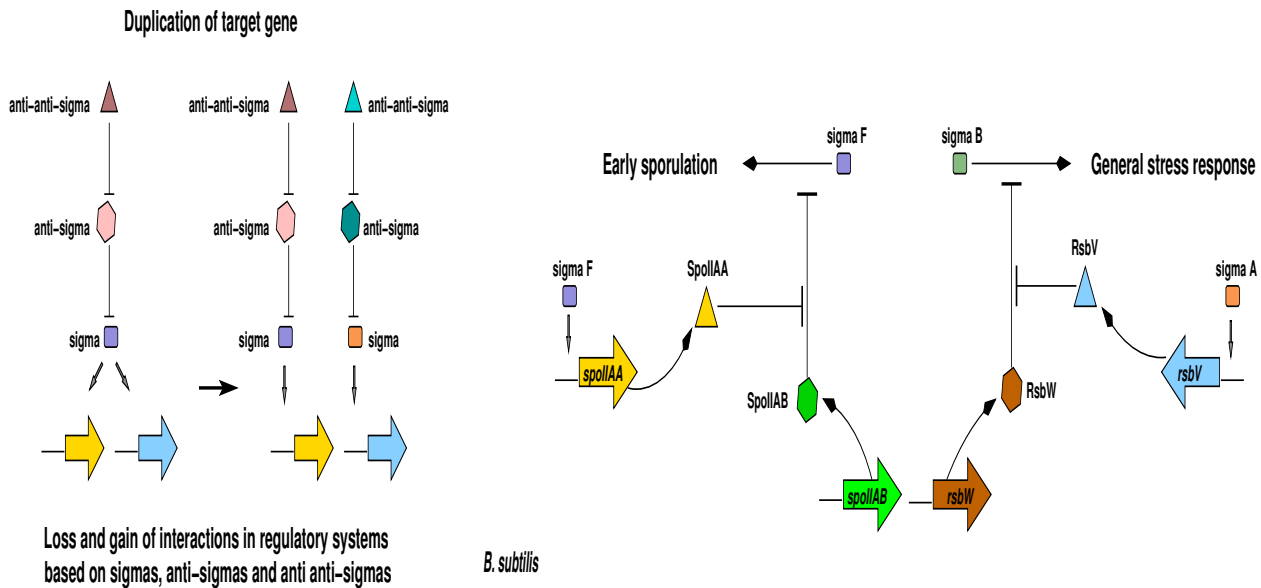 Duplication of target gene
anti-anti-sigma
anti-anti-sigma
anti-anti-sigma
anti-sigma
anti-sigma
anti-sigma
sigma
sigma
sigma
Loss and gain of interactions in regulatory systems
based on sigmas, anti-sigmas and anti anti-sigmas
sigma F
sigma B
Early sporulation
General stress response
sigma F
SpoIIAA
RsbV
sigma A
spoIIAA
rsbV
SpoIIAB
RsbW
spoIIAB
rsbW
B. subtilis